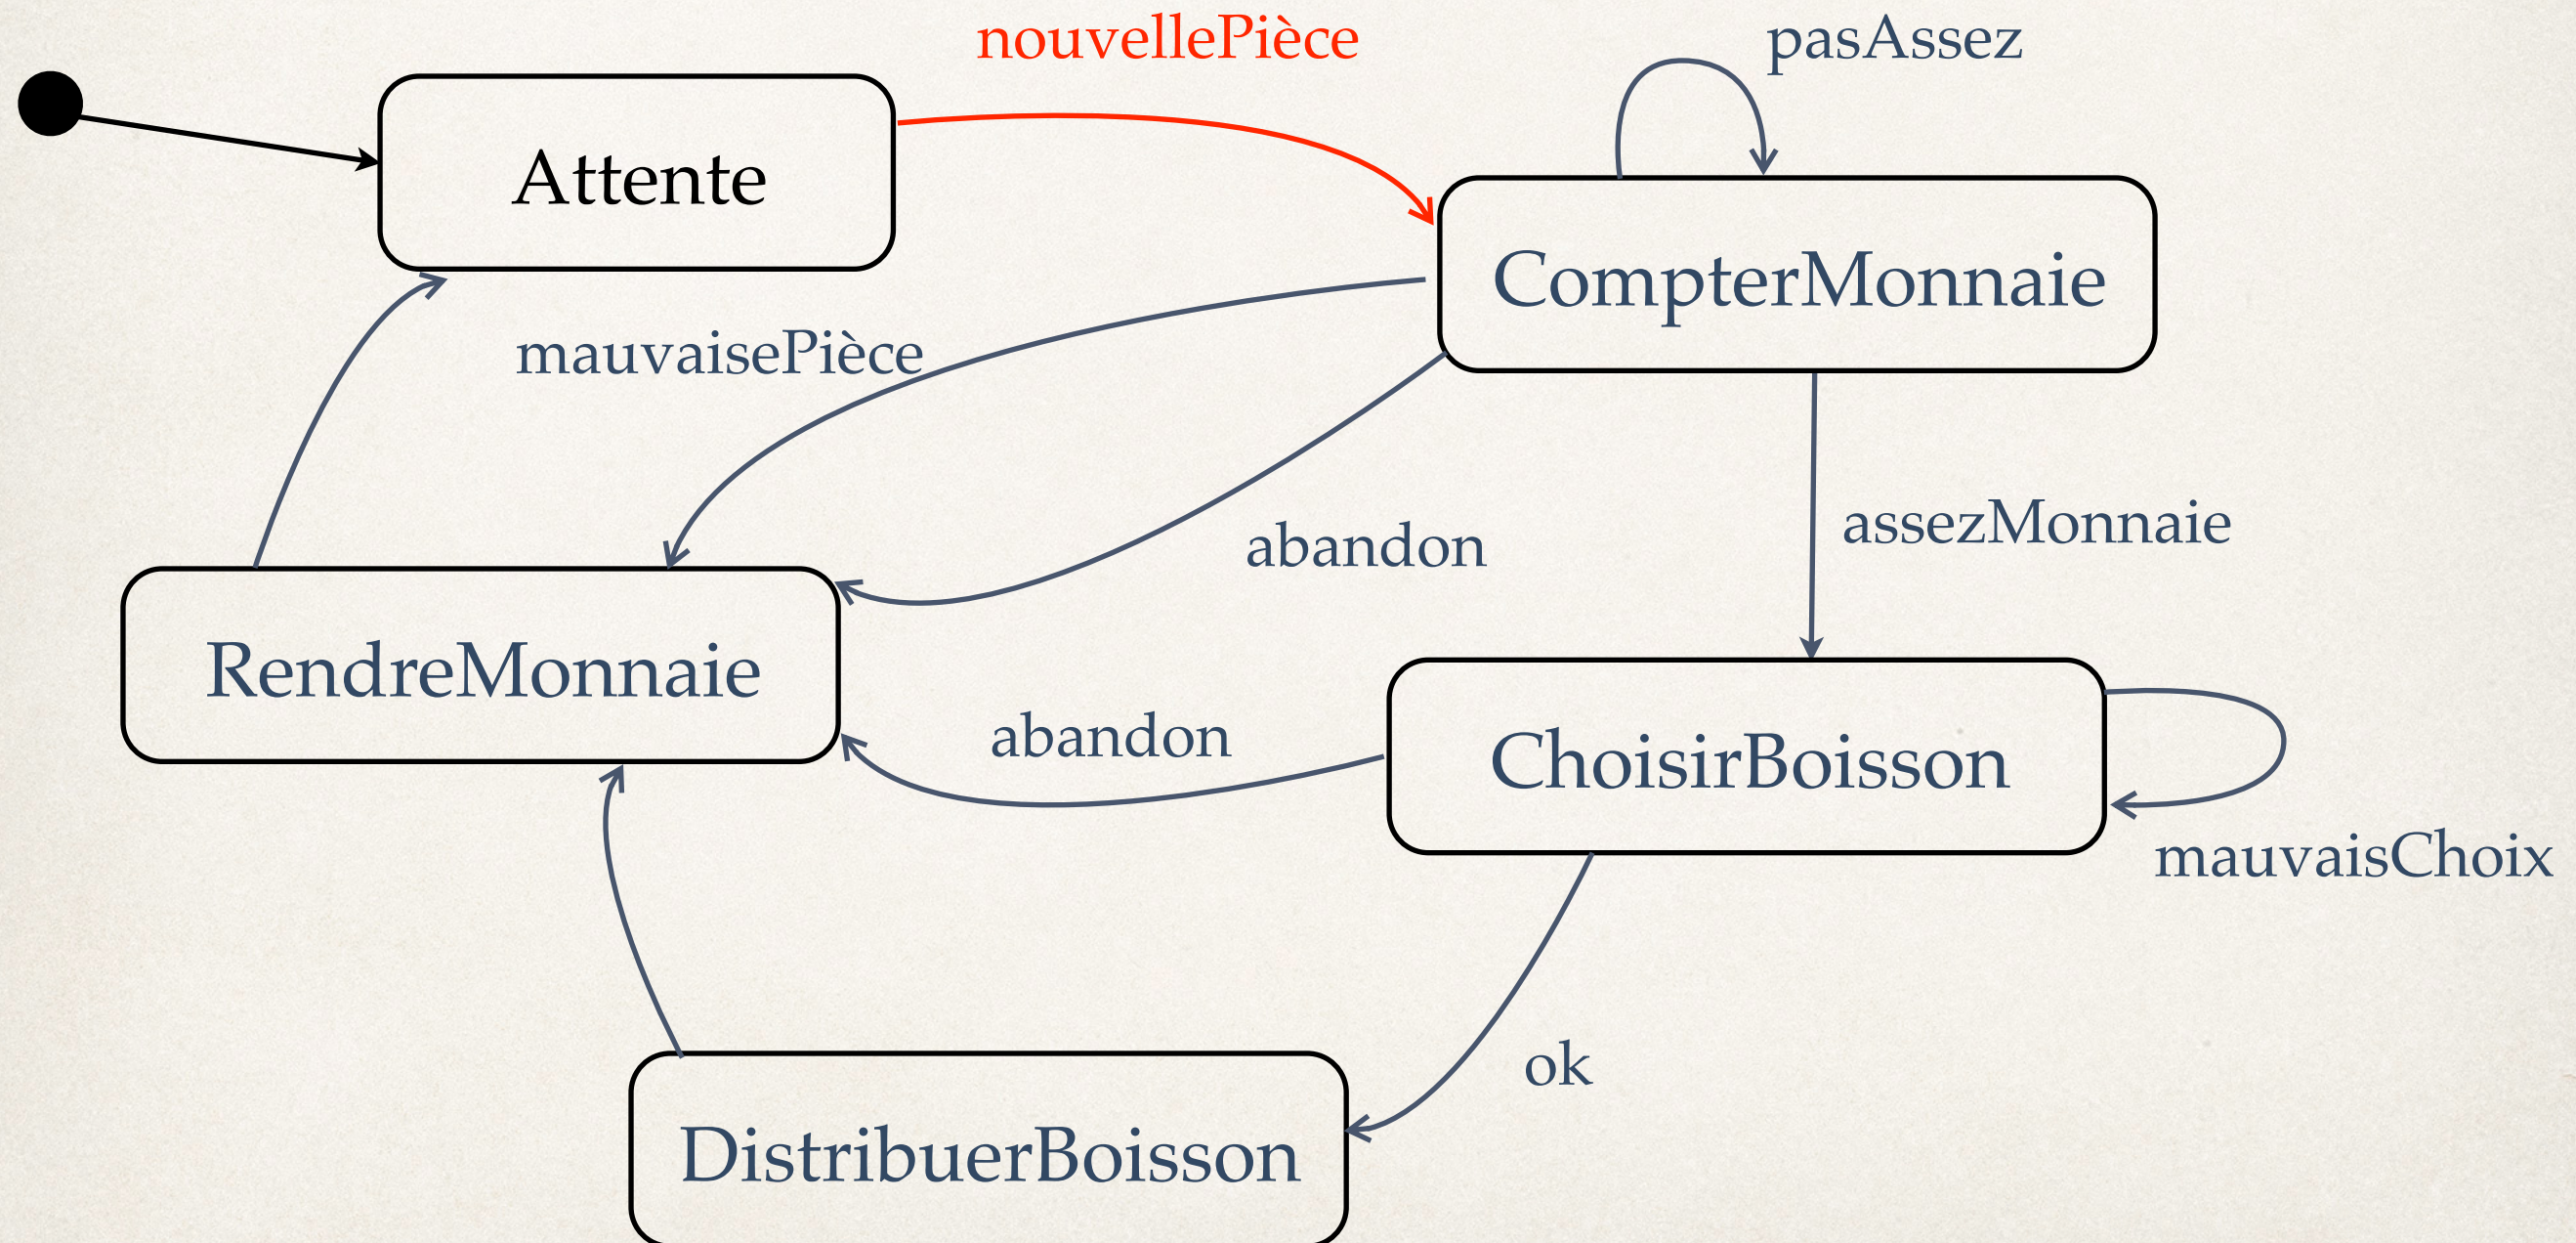 nouvellePièce
pasAssez
Attente
CompterMonnaie
mauvaisePièce
assezMonnaie
abandon
RendreMonnaie
abandon
ChoisirBoisson
mauvaisChoix
ok
DistribuerBoisson